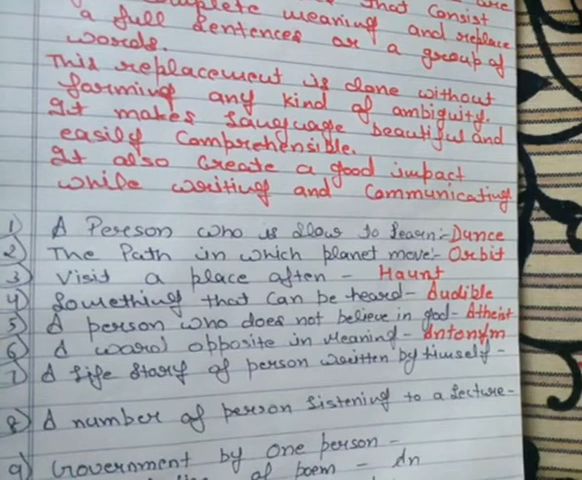 complete meaning and replace
a full sentences or a group of
words.
This replacement is done without
farming any kind of ambiguity.
It makes language beautiful and
easily Comprehensible.
It also Create a good impact
while writing and Communicating
1) A Person who is slow to learn:- Dunce
2) The Path in which planet move:- Orbit
3) Visit a place often - Haunt
4) Something that can be heard- Audible
5) A person who does not believe in god- Atheist
6) A word opposite in Meaning - Antonym
7) A life story of person written by himself -
8) A number of person listening to a lecture-
9) Government by one person -
of poem - An